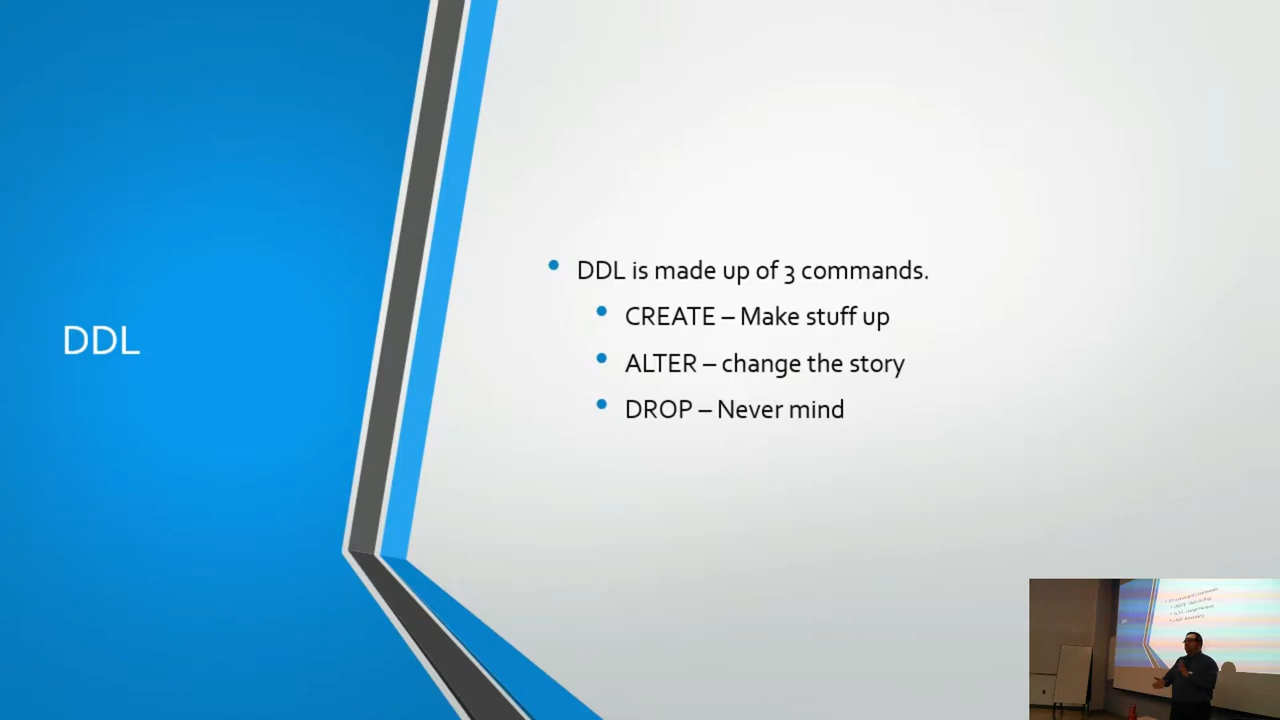 DDL
DDL is made up of 3 commands.
CREATE – Make stuff up
ALTER – change the story
DROP – Never mind